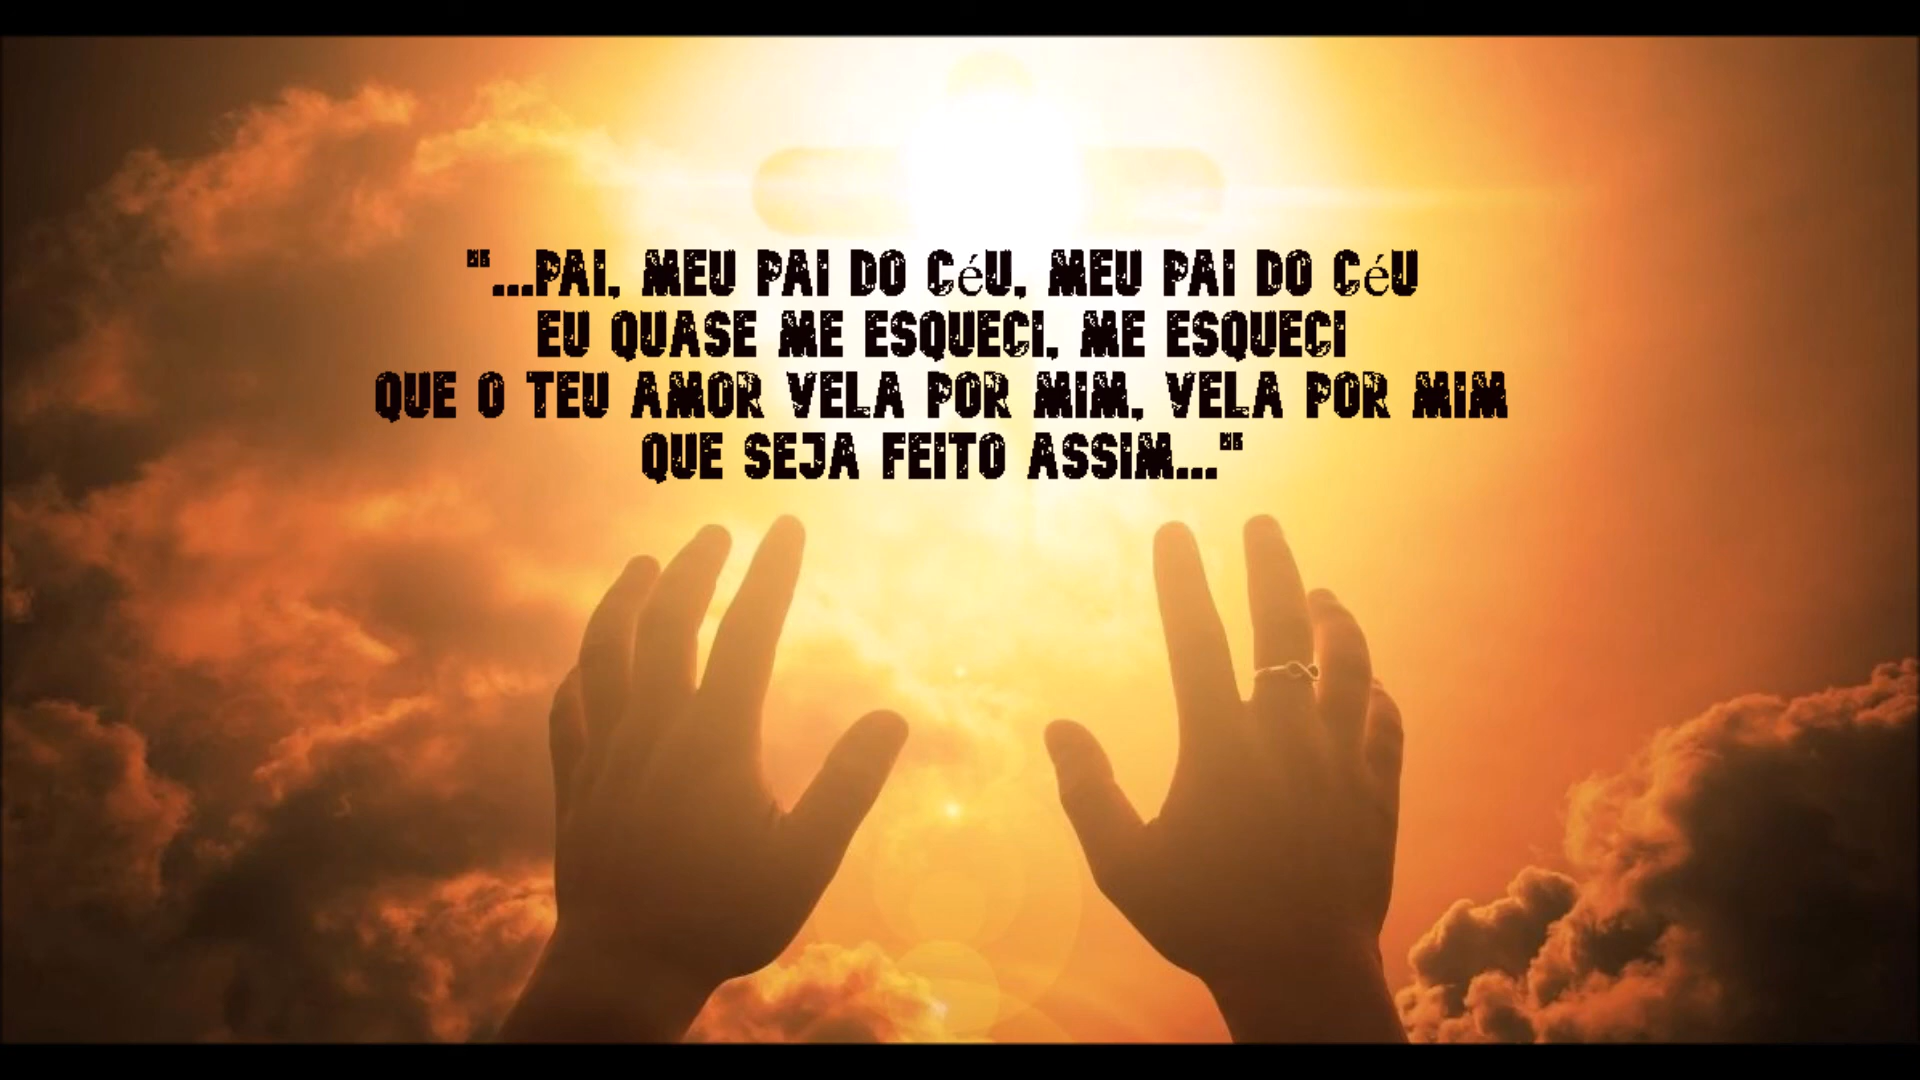 "...PAI, MEU PAI DO CéU, MEU PAI DO CéU
EU QUASE ME ESQUECI, ME ESQUECI
QUE O TEU AMOR VELA POR MIM, VELA POR MIM
QUE SEJA FEITO ASSIM..."